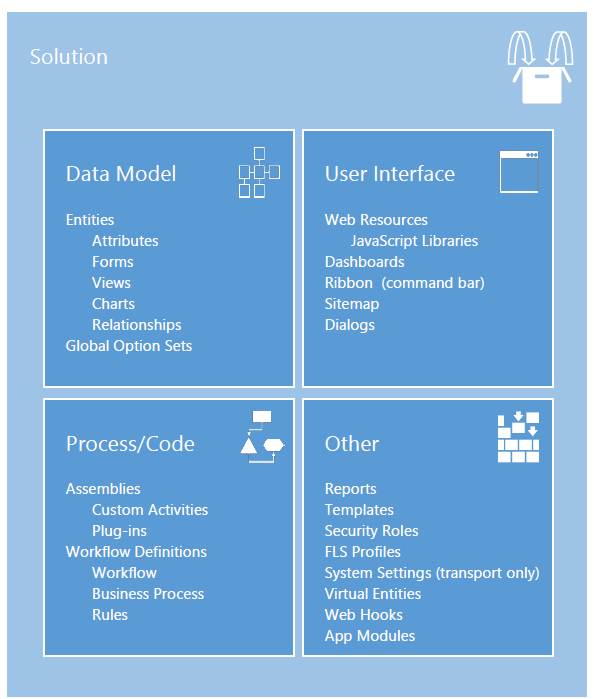 Solution
Data Model
Entities
Attributes
Forms
Views
Charts
Relationships
Global Option Sets
User Interface
Web Resources
JavaScript Libraries
Dashboards
Ribbon  (command bar)
Sitemap
Dialogs
Process/Code
Assemblies
Custom Activities
Plug-ins
Workflow Definitions
Workflow
Business Process
Rules
Other
Reports
Templates
Security Roles
FLS Profiles
System Settings (transport only)
Virtual Entities
Web Hooks
App Modules